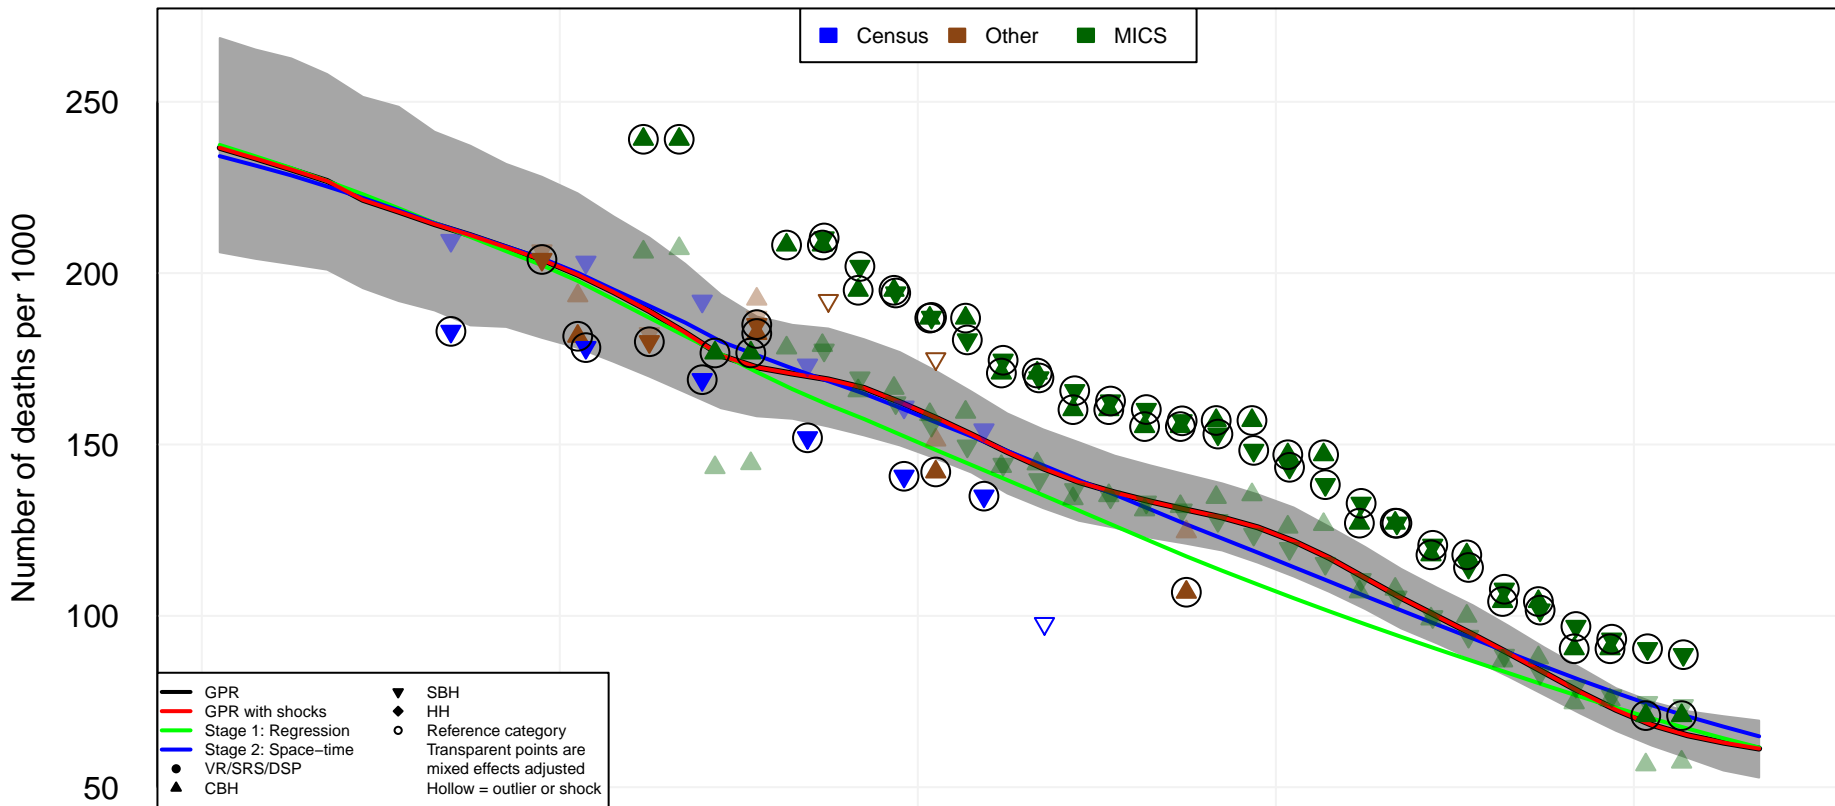 Census Other MICS
250
200
150
100
50
Number of deaths per 1000
GPR
GPR with shocks
Stage 1: Regression
Stage 2: Space−time
VR/SRS/DSP
CBH
SBH
HH
Reference category
Transparent points are
mixed effects adjusted
Hollow = outlier or shock